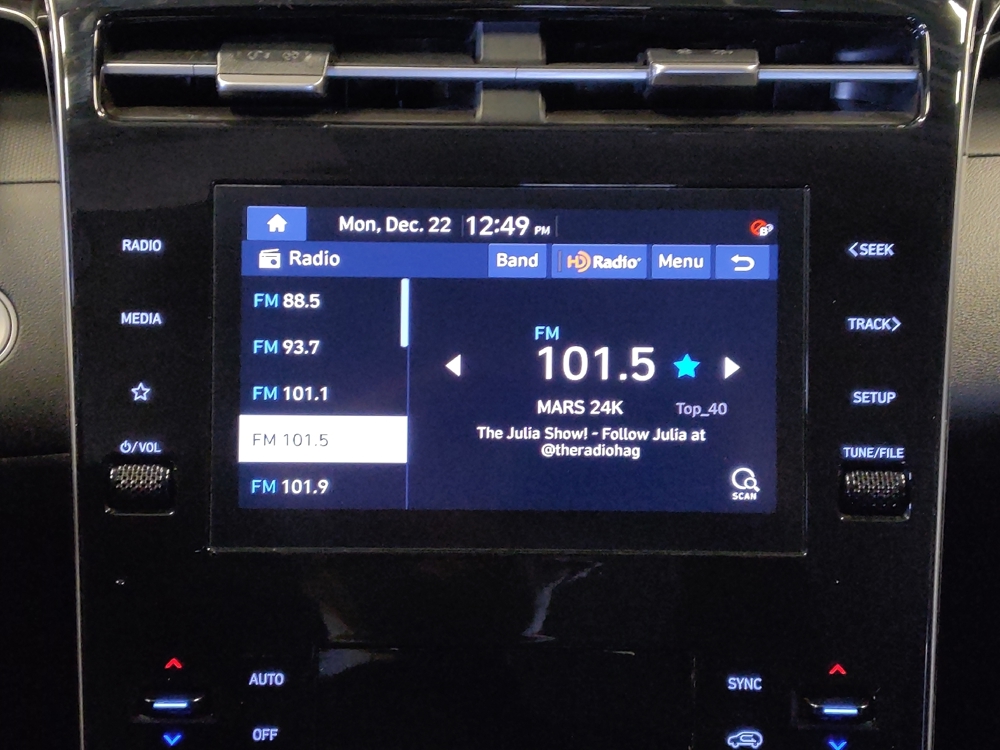 Mon, Dec. 22 12:49 PM
Radio Band HD Radio Menu
RADIO
MEDIA
VOL
FM 88.5
FM 93.7
FM 101.1
FM 101.5
FM 101.9
FM
101.5
MARS 24K Top_40
The Julia Show! - Follow Julia at
@theradiohag
SCAN
<SEEK
TRACK>
SETUP
TUNE/FILE
AUTO
OFF
SYNC